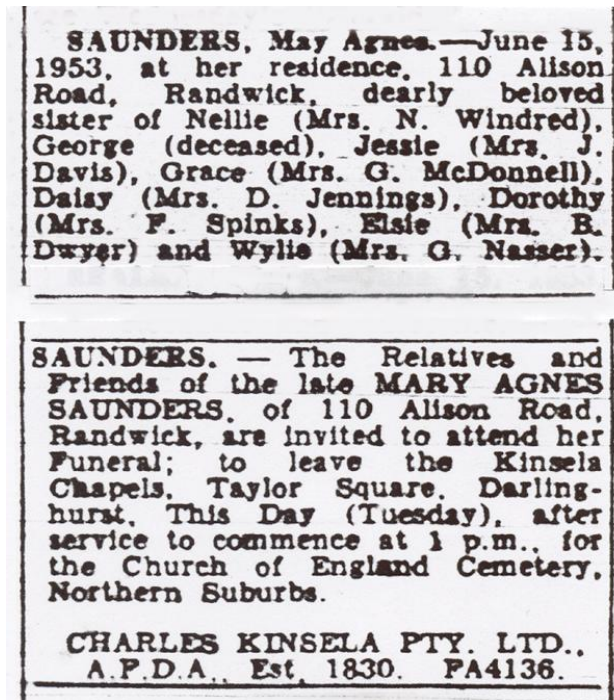 SAUNDERS, May Agnes.—June 15,
1953, at her residence, 110 Alison
Road, Randwick, dearly beloved
sister of Nellie (Mrs. N. Windred),
George (deceased), Jessie (Mrs. J.
Davis), Grace (Mrs. G. McDonnell),
Daisy (Mrs. D. Jennings), Dorothy
(Mrs. F. Spinks), Elsie (Mrs. B.
Dwyer) and Wylie (Mrs. G. Nasser).
SAUNDERS. — The Relatives and
Friends of the late MARY AGNES
SAUNDERS, of 110 Alison Road,
Randwick, are invited to attend her
Funeral; to leave the Kinsela
Chapels, Taylor Square, Darling-
hurst, This Day (Tuesday), after
service to commence at 1 p.m., for
the Church of England Cemetery,
Northern Suburbs.
CHARLES KINSELA PTY. LTD.,
A.F.D.A., Est. 1830. FA4136.